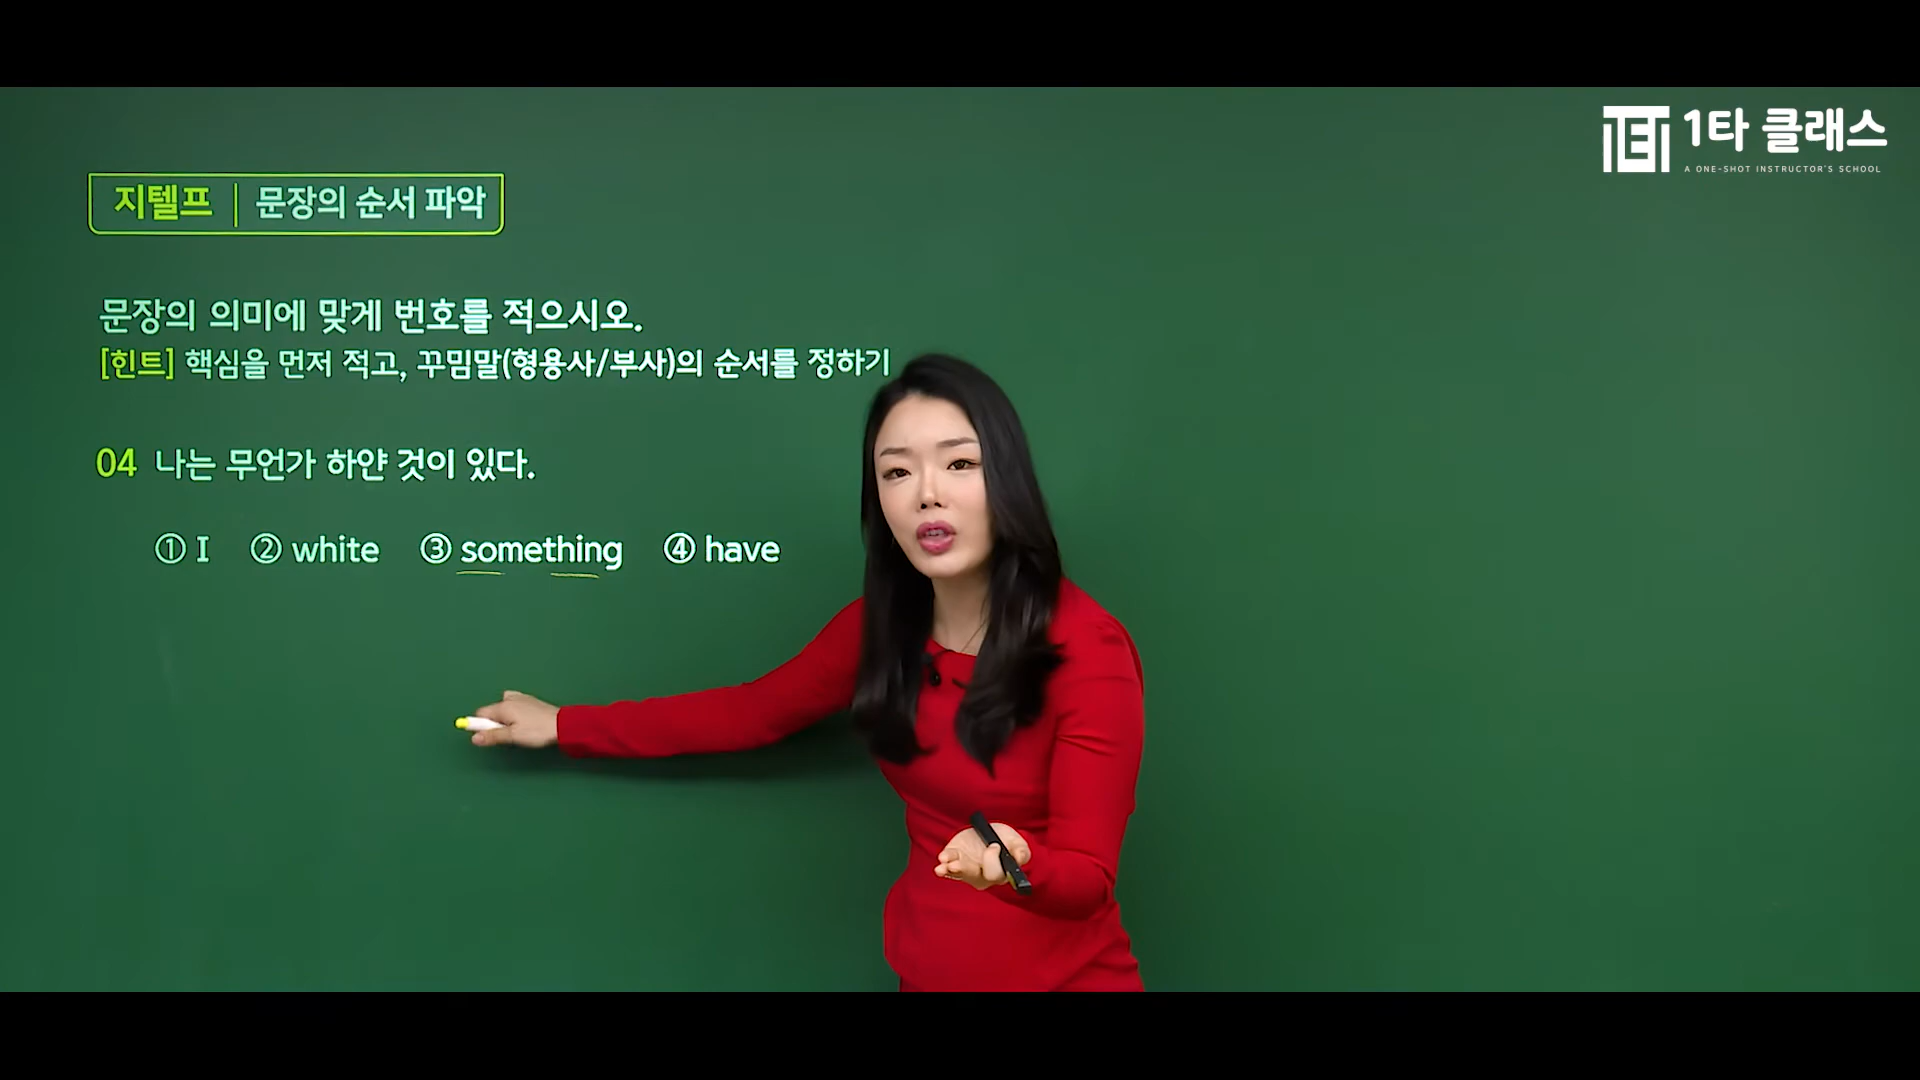 1타 클래스
A ONE-SHOT INSTRUCTOR'S SCHOOL
지텔프 | 문장의 순서 파악
문장의 의미에 맞게 번호를 적으시오.
[힌트] 핵심을 먼저 적고, 꾸밈말(형용사/부사)의 순서를 정하기
04 나는 무언가 하얀 것이 있다.
① I ② white ③ something ④ have